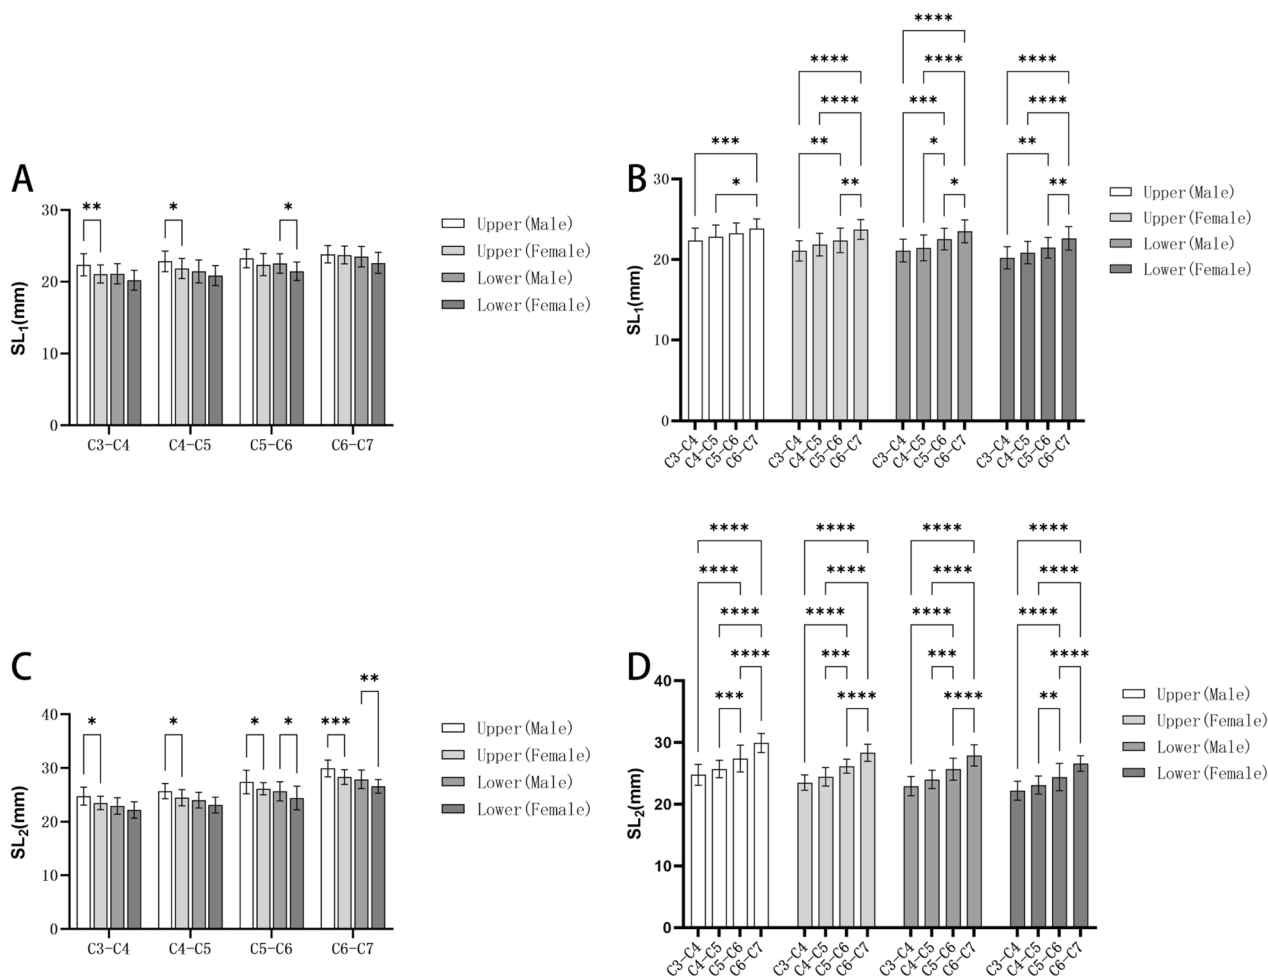 A
SL1(mm)
30
20
10
0
** * *
C3-C4 C4-C5 C5-C6 C6-C7
Upper(Male)
Upper(Female)
Lower(Male)
Lower(Female)
B
SL1(mm)
30
20
10
0
****
**** **** ****
**** *** ****
*** ** * **
* ** * **
C3-C4 C4-C5 C5-C6 C6-C7 C3-C4 C4-C5 C5-C6 C6-C7 C3-C4 C4-C5 C5-C6 C6-C7 C3-C4 C4-C5 C5-C6 C6-C7
Upper(Male)
Upper(Female)
Lower(Male)
Lower(Female)
C
SL2(mm)
40
30
20
10
0
**
* * * * ***
C3-C4 C4-C5 C5-C6 C6-C7
Upper(Male)
Upper(Female)
Lower(Male)
Lower(Female)
D
SL2(mm)
40
30
20
10
0
**** **** **** ****
**** **** **** ****
**** **** **** ****
**** *** *** ****
*** **** **** **
C3-C4 C4-C5 C5-C6 C6-C7 C3-C4 C4-C5 C5-C6 C6-C7 C3-C4 C4-C5 C5-C6 C6-C7 C3-C4 C4-C5 C5-C6 C6-C7
Upper(Male)
Upper(Female)
Lower(Male)
Lower(Female)